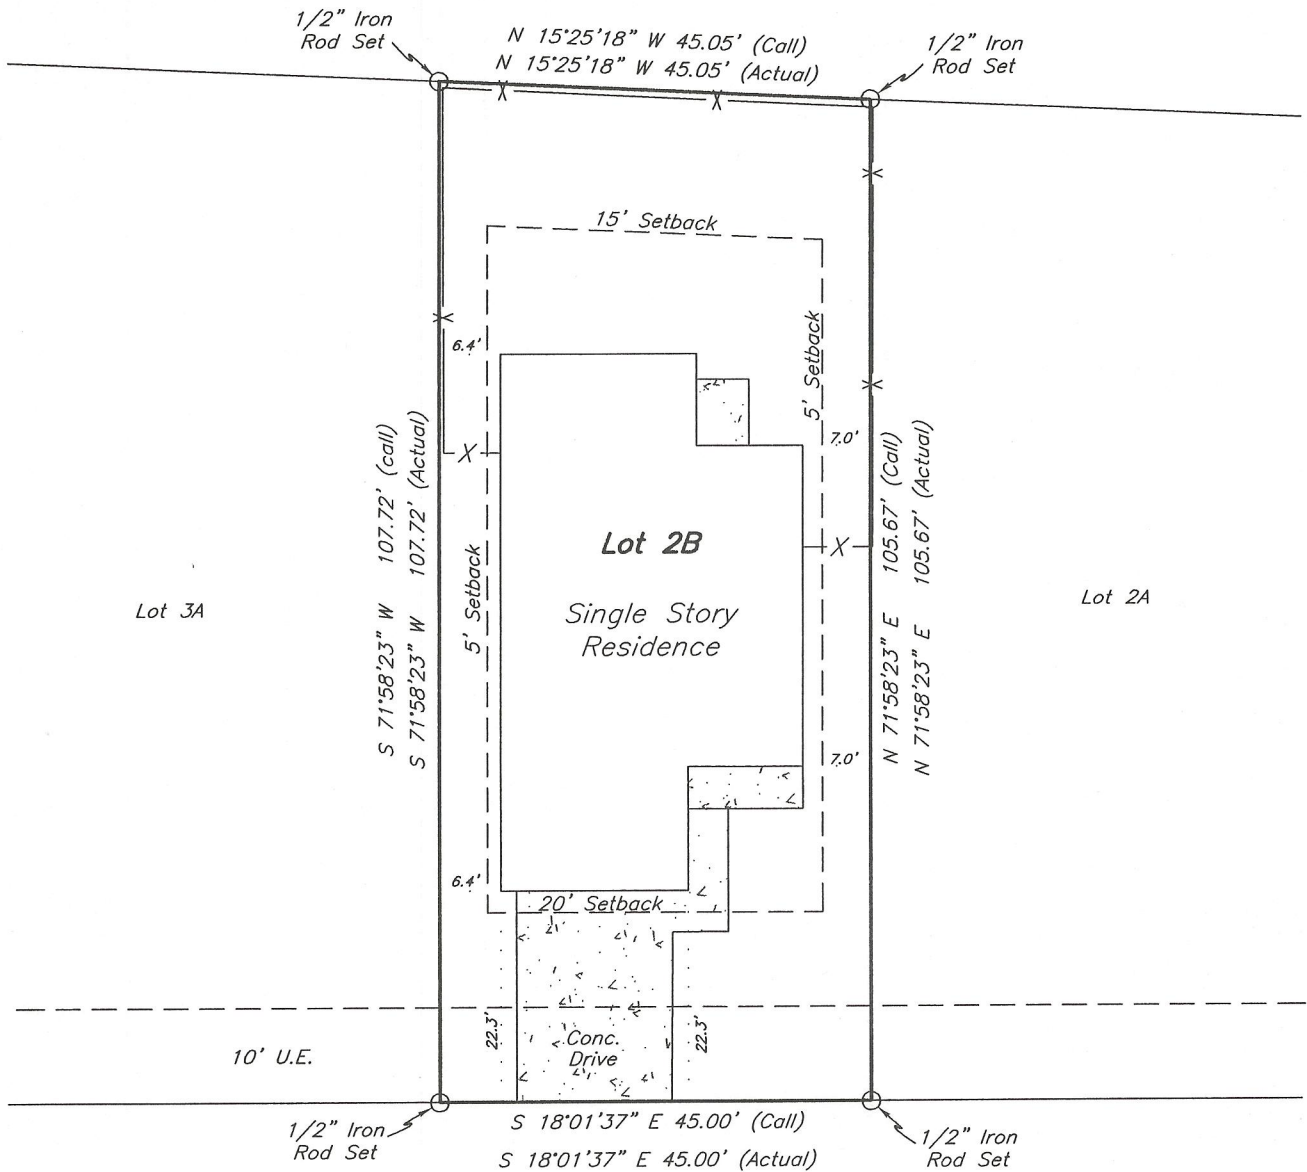 1/2" Iron
Rod Set
N 15°25'18" W 45.05' (Call)
N 15°25'18" W 45.05' (Actual)
1/2" Iron
Rod Set
15' Setback
5' Setback
6.4'
7.0'
S 71°58'23" W 107.72' (call)
S 71°58'23" W 107.72' (Actual)
N 71°58'23" E 105.67' (Call)
N 71°58'23" E 105.67' (Actual)
Lot 2B
Single Story
Residence
Lot 3A
Lot 2A
5' Setback
7.0'
6.4'
20' Setback
22.3'
22.3'
Conc.
Drive
10' U.E.
1/2" Iron
Rod Set
S 18°01'37" E 45.00' (Call)
S 18°01'37" E 45.00' (Actual)
1/2" Iron
Rod Set